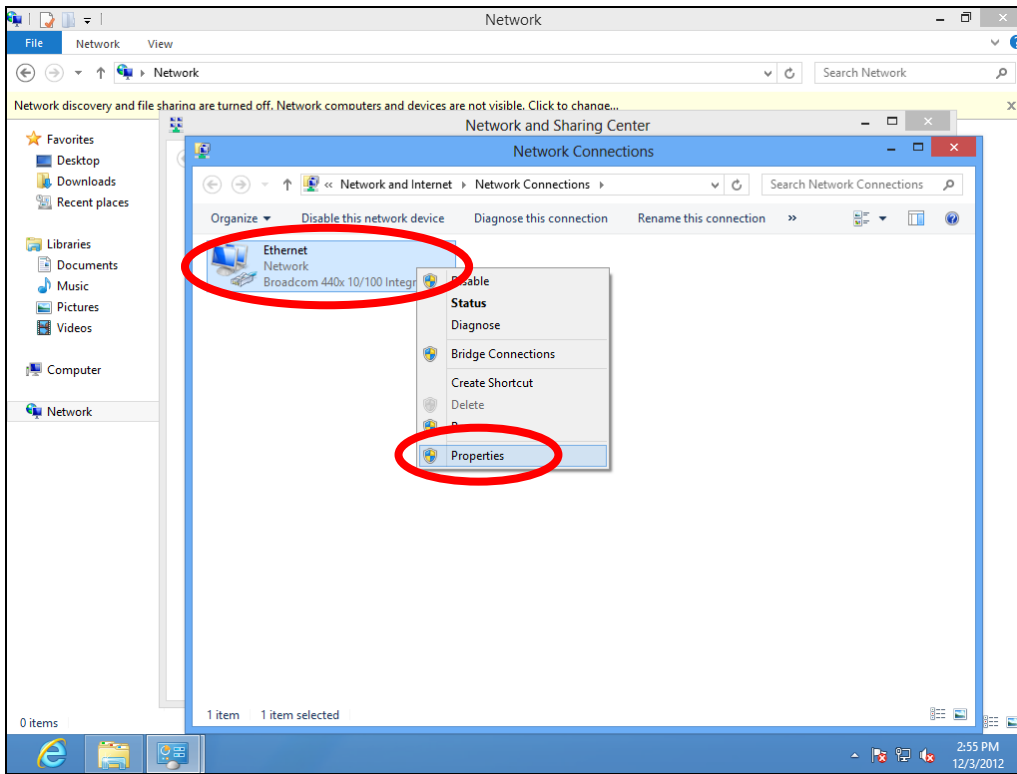 Network
File Network View
Network
Search Network
Network discovery and file sharing are turned off. Network computers and devices are not visible. Click to change...
Favorites
Desktop
Downloads
Recent places
Libraries
Documents
Music
Pictures
Videos
Computer
Network
0 items
Network and Sharing Center
Network Connections
« Network and Internet Network Connections
Search Network Connections
Organize Disable this network device Diagnose this connection Rename this connection »
Ethernet
Network
Broadcom 440x 10/100 Integr
Disable
Status
Diagnose
Bridge Connections
Create Shortcut
Delete
Properties
1 item 1 item selected
2:55 PM
12/3/2012